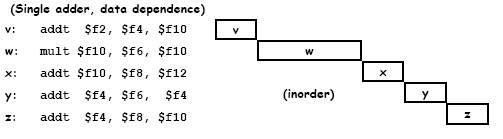 (Single adder, data dependence)
v: addt $f2, $f4, $f10 v
w: mult $f10, $f6, $f10 w
x: addt $f10, $f8, $f12 x
y: addt $f4, $f6, $f4 (inorder) y
z: addt $f4, $f8, $f10 z